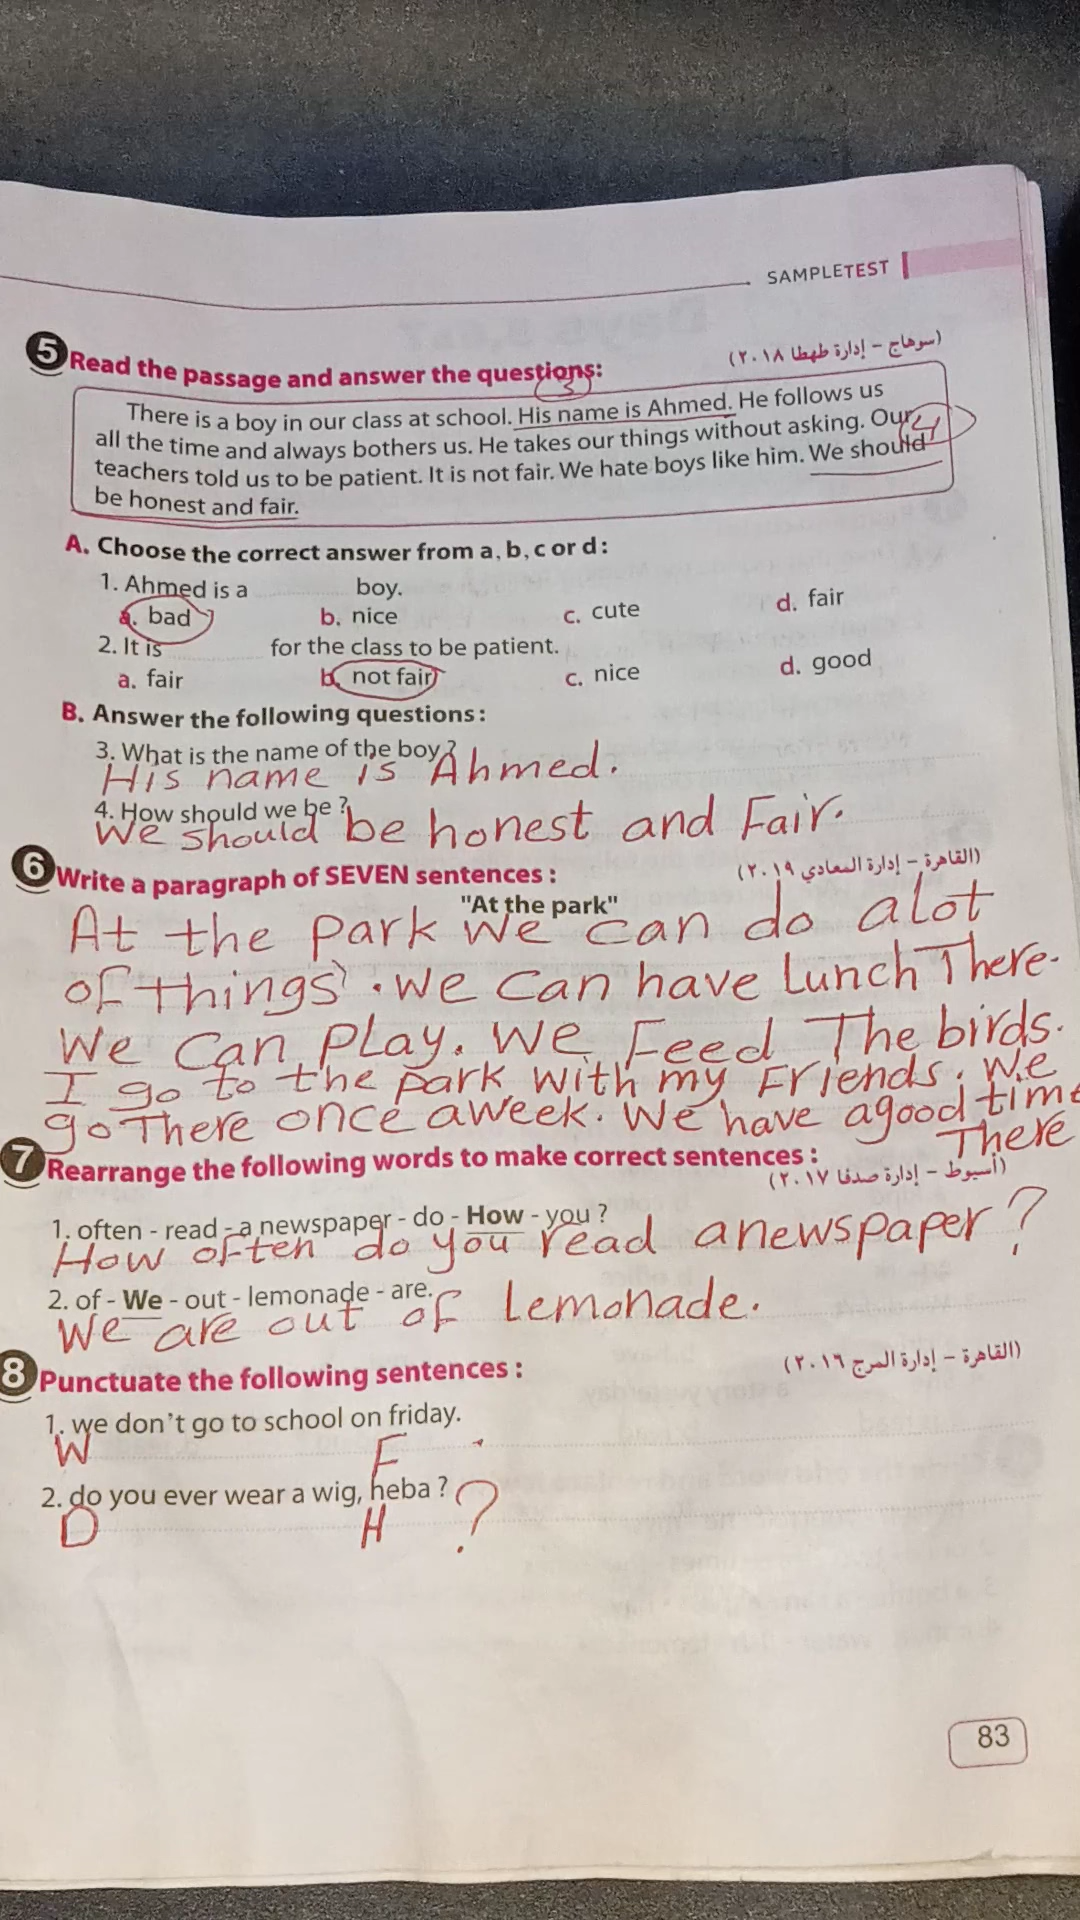 SAMPLETEST
5 Read the passage and answer the questions:
(سوهاج – إدارة طهطا ٢٠١٨)
3
There is a boy in our class at school. His name is Ahmed. He follows us
all the time and always bothers us. He takes our things without asking. Our
4
teachers told us to be patient. It is not fair. We hate boys like him. We should
be honest and fair.
A. Choose the correct answer from a, b, c or d:
1. Ahmed is a boy.
a. bad b. nice c. cute d. fair
2. It is for the class to be patient.
a. fair b. not fair c. nice d. good
B. Answer the following questions:
3. What is the name of the boy?
His name is Ahmed.
4. How should we be?
We should be honest and Fair.
6 Write a paragraph of SEVEN sentences:
(القاهرة – إدارة المعادي ٢٠١٩)
"At the park"
At the park we can do alot
of things. we can have lunch There.
We can play. We Feed The birds.
I go to the park with my Friends. We
go There once aweek. We have agood time
There
7 Rearrange the following words to make correct sentences:
(أسيوط – إدارة صدفا ٢٠١٧)
1. often - read - a newspaper - do - How - you ?
How often do you read anewspaper?
2. of - We - out - lemonade - are.
We are out of lemonade.
8 Punctuate the following sentences:
(القاهرة – إدارة المرج ٢٠١٦)
1. we don't go to school on friday.
W F .
2. do you ever wear a wig, heba ?
D H ?
83